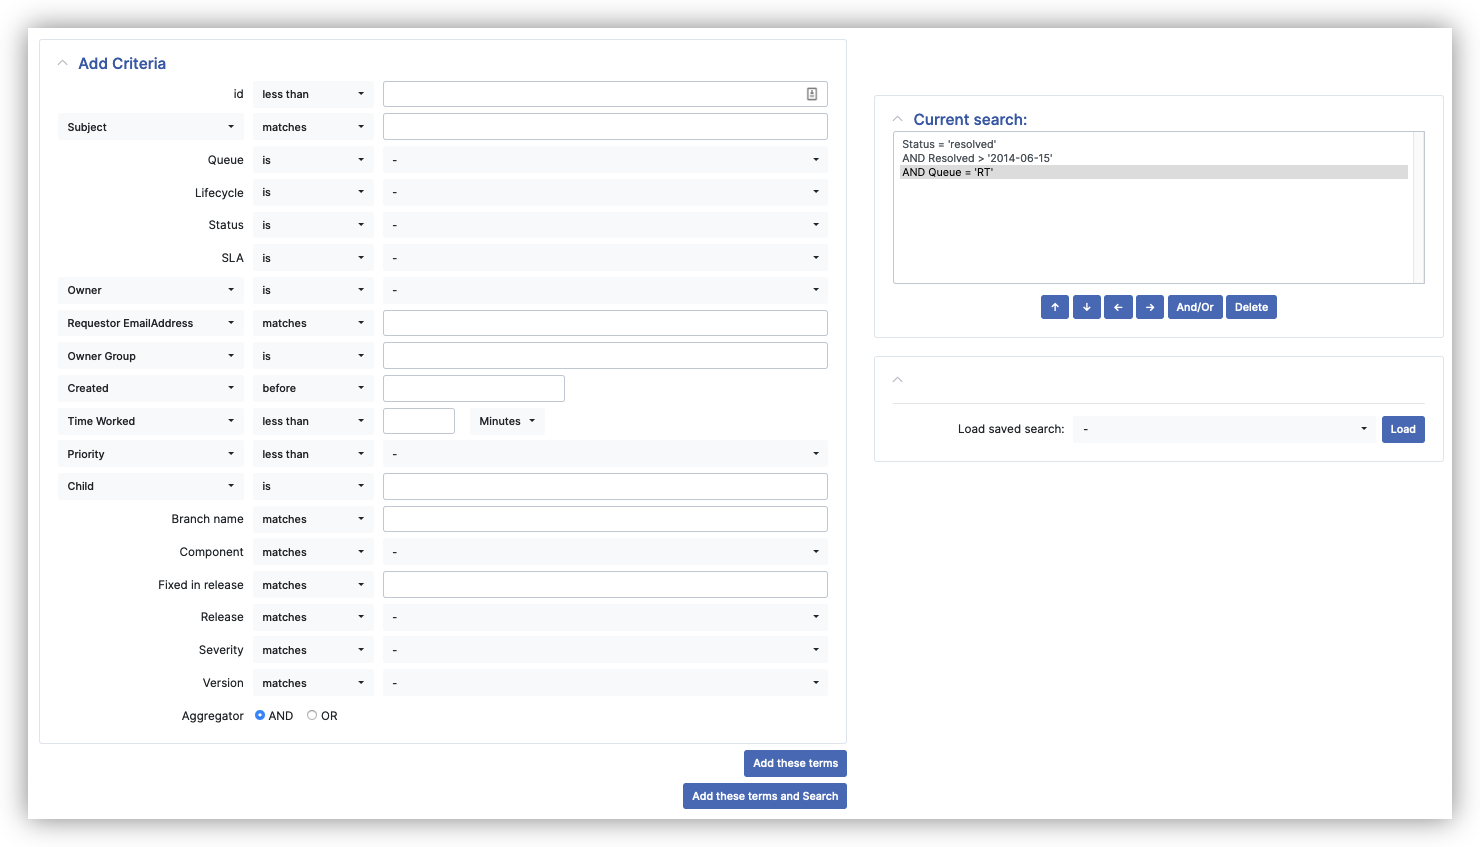 Add Criteria
id less than
Subject matches
Queue is -
Lifecycle is -
Status is -
SLA is -
Owner is -
Requestor EmailAddress matches
Owner Group is
Created before
Time Worked less than Minutes
Priority less than -
Child is
Branch name matches
Component matches -
Fixed in release matches
Release matches -
Severity matches -
Version matches -
Aggregator AND OR
Add these terms
Add these terms and Search
Current search:
Status = 'resolved'
AND Resolved > '2014-06-15'
AND Queue = 'RT'
↑ ↓ ← → And/Or Delete
Load saved search: - Load